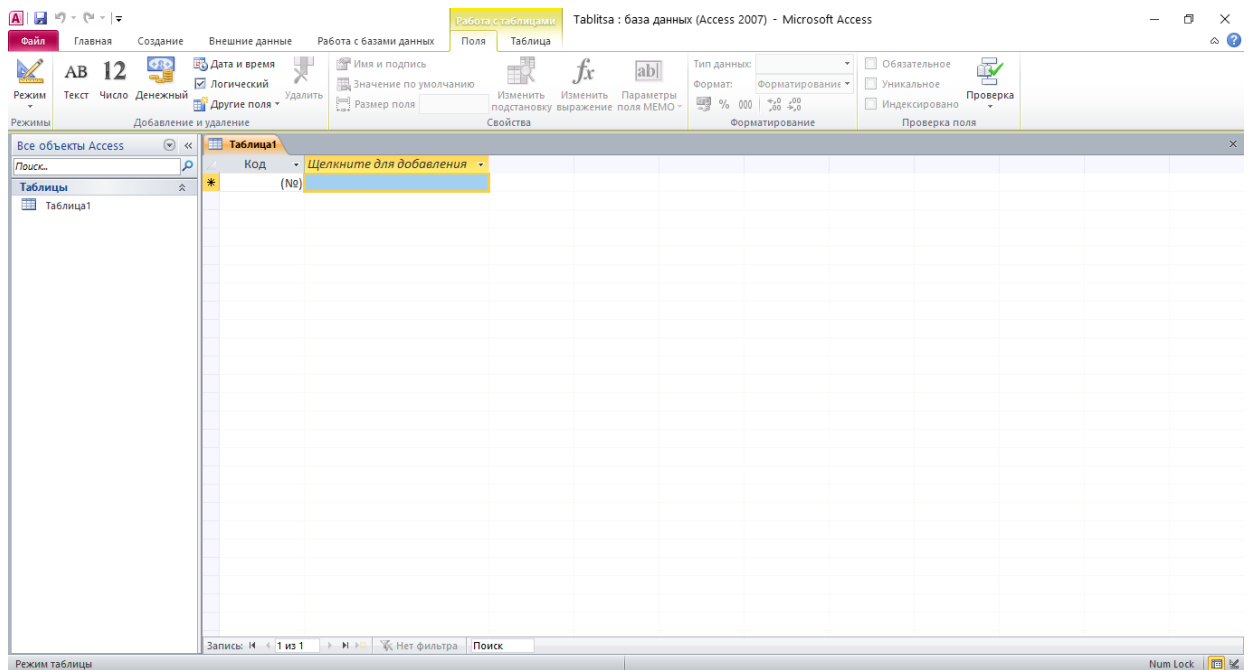 Работа с таблицами Tablitsa : база данных (Access 2007) - Microsoft Access
Файл Главная Создание Внешние данные Работа с базами данных Поля Таблица
Режим
Режимы
АВ Текст
12 Число
Денежный
Дата и время
Логический
Другие поля
Удалить
Добавление и удаление
Имя и подпись
Значение по умолчанию
Размер поля
Изменить
подстановку
fx
Изменить
выражение
ab|
Параметры
поля МЕМО
Свойства
Тип данных:
Формат: Форматирование
% 000 ,00 ,00
Форматирование
Обязательное
Уникальное
Индексировано
Проверка
Проверка поля
Все объекты Access
Поиск...
Таблицы
Таблица1
Таблица1
Код Щелкните для добавления
(№)
Запись: 1 из 1 Нет фильтра Поиск
Режим таблицы Num Lock